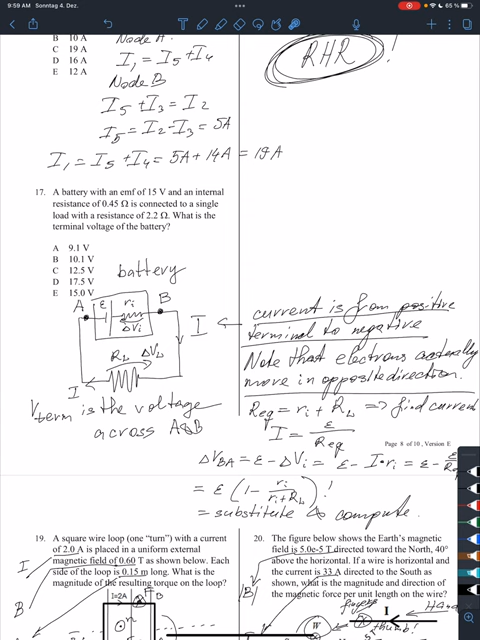 9:59 AM Sonntag 4. Dez.
65 %
B 10 A
C 19 A
D 16 A
E 12 A
Node A.
I₁ = I₅ + I₄
Node B
I₅ + I₃ = I₂
I₅ = I₂ - I₃ = 5A
I₁ = I₅ + I₄ = 5A + 14A = 19A
RHR !
17. A battery with an emf of 15 V and an internal
resistance of 0.45 Ω is connected to a single
load with a resistance of 2.2 Ω. What is the
terminal voltage of the battery?
A 9.1 V
B 10.1 V
C 12.5 V
D 17.5 V
E 15.0 V
battery
A ε rᵢ B
ΔVᵢ
I
R_L ΔV_L
I
V_term is the voltage
across A&B
current is from positive
terminal to negative
Note that electrons
move in opposite direction.
Req = rᵢ + R_L => find current
I = ε/Req
Page 8 of 10 , Version E
ΔV_BA = ε - ΔVᵢ = ε - I·rᵢ = ε - ε/Req
= ε (1 - rᵢ/(rᵢ+R_L)) !
= substitute & compute.
19. A square wire loop (one "turn") with a current
of 2.0 A is placed in a uniform external
magnetic field of 0.60 T as shown below. Each
side of the loop is 0.15 m long. What is the
magnitude of the resulting torque on the loop?
I
B
I=2A B
n
20. The figure below shows the Earth's magnetic
field is 5.0e-5 T directed toward the North, 40°
above the horizontal. If a wire is horizontal and
the current is 33 A directed to the South as
shown, what is the magnitude and direction of
the magnetic force per unit length on the wire?
|B|
fingers
I
Hand
W
thumb!